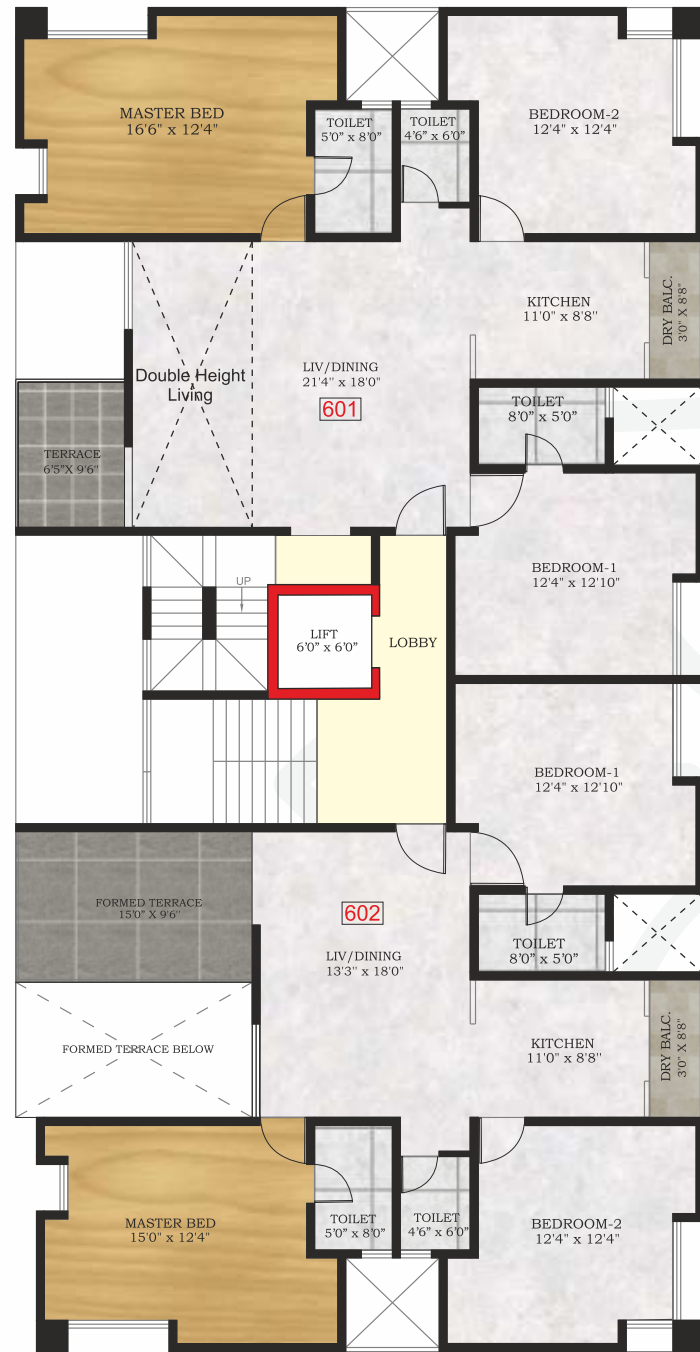 MASTER BED
16'6" x 12'4"
TOILET
5'0" x 8'0"
TOILET
4'6" x 6'0"
BEDROOM-2
12'4" x 12'4"
KITCHEN
11'0" x 8'8"
DRY BALC.
3'0" X 8'8"
Double Height
Living
LIV/DINING
21'4" x 18'0"
601
TOILET
8'0" x 5'0"
TERRACE
6'5"X 9'6"
BEDROOM-1
12'4" x 12'10"
UP
LIFT
6'0" x 6'0"
LOBBY
BEDROOM-1
12'4" x 12'10"
FORMED TERRACE
15'0" X 9'6"
602
LIV/DINING
13'3" x 18'0"
TOILET
8'0" x 5'0"
FORMED TERRACE BELOW
KITCHEN
11'0" x 8'8"
DRY BALC.
3'0" X 8'8"
MASTER BED
15'0" x 12'4"
TOILET
5'0" x 8'0"
TOILET
4'6" x 6'0"
BEDROOM-2
12'4" x 12'4"